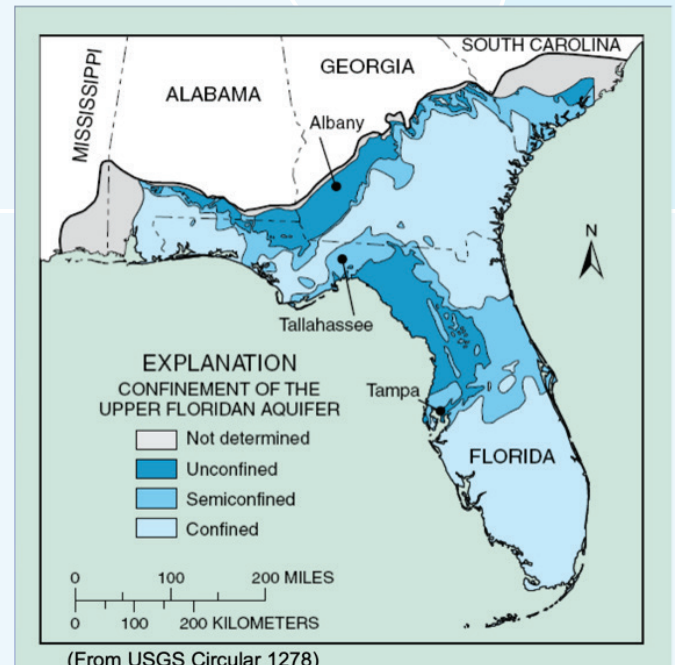 SOUTH CAROLINA
GEORGIA
ALABAMA
MISSISSIPPI
Albany
N
Tallahassee
EXPLANATION
CONFINEMENT OF THE
UPPER FLORIDAN AQUIFER
Tampa
Not determined
FLORIDA
Unconfined
Semiconfined
Confined
0 100 200 MILES
0 100 200 KILOMETERS
(From USGS Circular 1278)